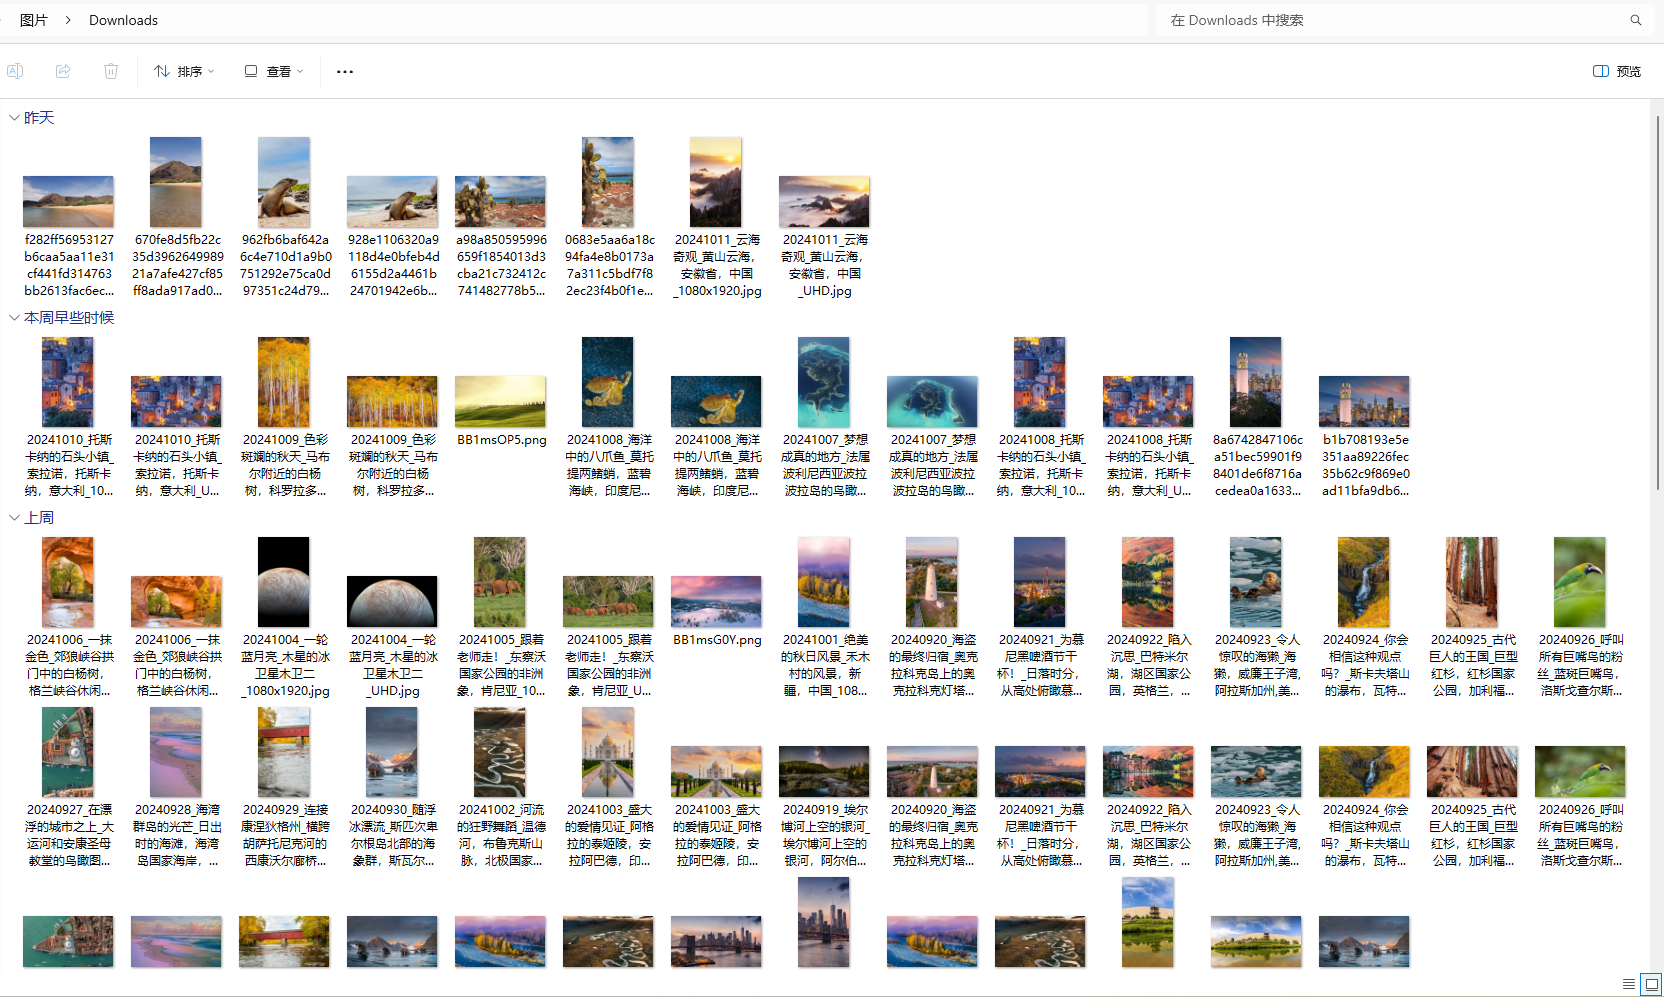 图片 > Downloads
在 Downloads 中搜索
排序
查看
预览
昨天
f282ff56953127
b6caa5aa11e31
cf441fd314763
bb2613fac6ec...
670fe8d5fb22c
35d3962649989
21a7afe427cf85
ff8ada917ad0...
962fb6baf642a
6c4e710d1a9b0
751292e75ca0d
97351c24d79...
928e1106320a9
118d4e0bfeb4d
6155d2a4461b
24701942e6b...
a98a850595996
659f1854013d3
cba21c732412c
741482778b5...
0683e5aa6a18c
94fa4e8b0173a
7a311c5bdf7f8
2ec23f4b0f1e...
20241011_云海
奇观_黄山云海，
安徽省，中国
_1080x1920.jpg
20241011_云海
奇观_黄山云海，
安徽省，中国
_UHD.jpg
本周早些时候
20241010_托斯
卡纳的石头小镇_
索拉诺，托斯卡
纳，意大利_10...
20241010_托斯
卡纳的石头小镇_
索拉诺，托斯卡
纳，意大利_U...
20241009_色彩
斑斓的秋天_马布
尔附近的白杨
树，科罗拉多...
20241009_色彩
斑斓的秋天_马布
尔附近的白杨
树，科罗拉多...
BB1msOP5.png
20241008_海洋
中的八爪鱼_莫托
提两鳍蛸，蓝碧
海峡，印度尼...
20241008_海洋
中的八爪鱼_莫托
提两鳍蛸，蓝碧
海峡，印度尼...
20241007_梦想
成真的地方_法属
波利尼西亚波拉
波拉岛的鸟瞰...
20241007_梦想
成真的地方_法属
波利尼西亚波拉
波拉岛的鸟瞰...
20241008_托斯
卡纳的石头小镇_
索拉诺，托斯卡
纳，意大利_10...
20241008_托斯
卡纳的石头小镇_
索拉诺，托斯卡
纳，意大利_U...
8a6742847106c
a51bec59901f9
8401de6f8716a
cedea0a1633...
b1b708193e5e
351aa89226fec
35b62c9f869e0
ad11bfa9db6...
上周
20241006_一抹
金色_郊狼峡谷拱
门中的白杨树，
格兰峡谷休闲...
20241006_一抹
金色_郊狼峡谷拱
门中的白杨树，
格兰峡谷休闲...
20241004_一轮
蓝月亮_木星的冰
卫星木卫二
_1080x1920.jpg
20241004_一轮
蓝月亮_木星的冰
卫星木卫二
_UHD.jpg
20241005_跟着
老师走！_东察沃
国家公园的非洲
象，肯尼亚_10...
20241005_跟着
老师走！_东察沃
国家公园的非洲
象，肯尼亚_U...
BB1msG0Y.png
20241001_绝美
的秋日风景_禾木
村的风景，新
疆，中国_108...
20240920_海盗
的最终归宿_奥克
拉科克岛上的奥
克拉科克灯塔...
20240921_为慕
尼黑啤酒节干
杯！_日落时分，
从高处俯瞰慕...
20240922_陷入
沉思_巴特米尔
湖，湖区国家公
园，英格兰，...
20240923_令人
惊叹的海獭_海
獭，威廉王子湾，
阿拉斯加州,美...
20240924_你会
相信这种观点
吗？_斯卡夫塔山
的瀑布，瓦特...
20240925_古代
巨人的王国_巨型
红杉，红杉国家
公园，加利福...
20240926_呼叫
所有巨嘴鸟的粉
丝_蓝斑巨嘴鸟，
洛斯戈查尔斯...
20240927_在漂
浮的城市之上_大
运河和安康圣母
教堂的鸟瞰图...
20240928_海湾
群岛的光芒_日出
时的海滩，海湾
岛国家海岸，...
20240929_连接
康涅狄格州_横跨
胡萨托尼克河的
西康沃尔廊桥...
20240930_随浮
冰漂流_斯匹次卑
尔根岛北部的海
象群，斯瓦尔...
20241002_河流
的狂野舞蹈_温德
河，布鲁克斯山
脉，北极国家...
20241003_盛大
的爱情见证_阿格
拉的泰姬陵，安
拉阿巴德，印...
20241003_盛大
的爱情见证_阿格
拉的泰姬陵，安
拉阿巴德，印...
20240919_埃尔
博河上空的银河_
埃尔博河上空的
银河，阿尔伯...
20240920_海盗
的最终归宿_奥克
拉科克岛上的奥
克拉科克灯塔...
20240921_为慕
尼黑啤酒节干
杯！_日落时分，
从高处俯瞰慕...
20240922_陷入
沉思_巴特米尔
湖，湖区国家公
园，英格兰，...
20240923_令人
惊叹的海獭_海
獭，威廉王子湾，
阿拉斯加州,美...
20240924_你会
相信这种观点
吗？_斯卡夫塔山
的瀑布，瓦特...
20240925_古代
巨人的王国_巨型
红杉，红杉国家
公园，加利福...
20240926_呼叫
所有巨嘴鸟的粉
丝_蓝斑巨嘴鸟，
洛斯戈查尔斯...